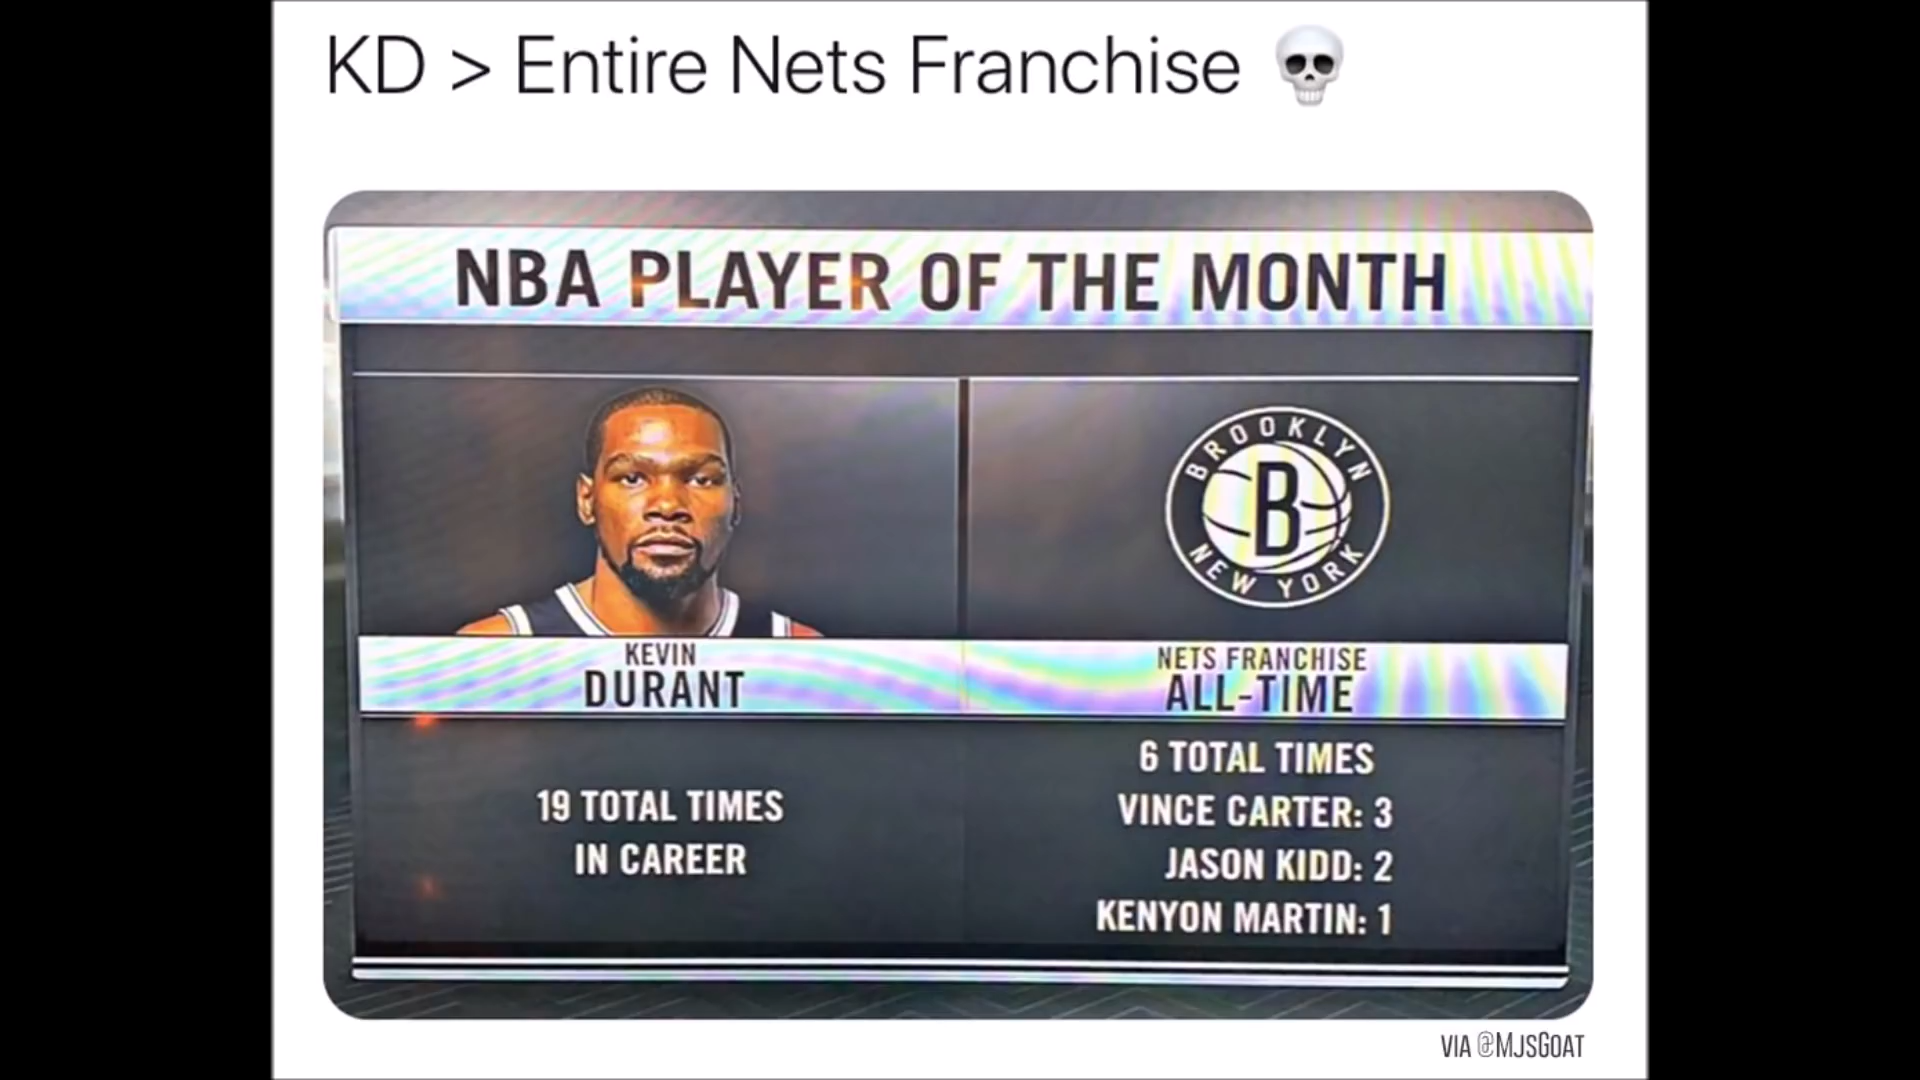 KD > Entire Nets Franchise 💀
NBA PLAYER OF THE MONTH
BROOKLYN
B
NEW YORK
KEVIN
DURANT
NETS FRANCHISE
ALL-TIME
19 TOTAL TIMES
IN CAREER
6 TOTAL TIMES
VINCE CARTER: 3
JASON KIDD: 2
KENYON MARTIN: 1
VIA @MJSGOAT